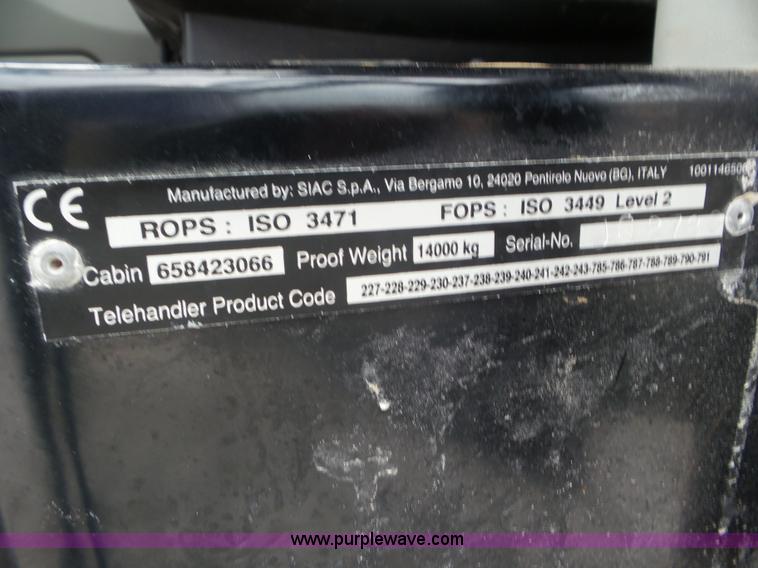 CE
Manufactured by: SIAC S.p.A., Via Bergamo 10, 24020 Pontirolo Nuovo (BG), ITALY
ROPS : ISO 3471 FOPS : ISO 3449 Level 2
Cabin 658423066 Proof Weight 14000 kg Serial-No.
Telehandler Product Code 227-228-229-230-237-238-239-240-241-242-243-785-786-787-788-789-790-791
www.purplewave.com